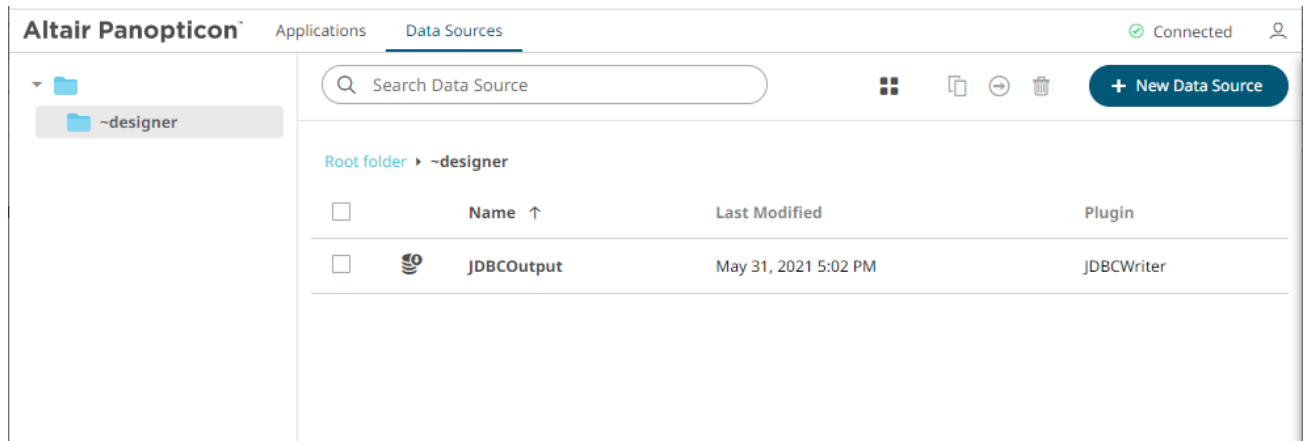 Altair Panopticon™ Applications Data Sources Connected
Search Data Source + New Data Source
~designer
Root folder ▸ ~designer
Name ↑ Last Modified Plugin
JDBCOutput May 31, 2021 5:02 PM JDBCWriter